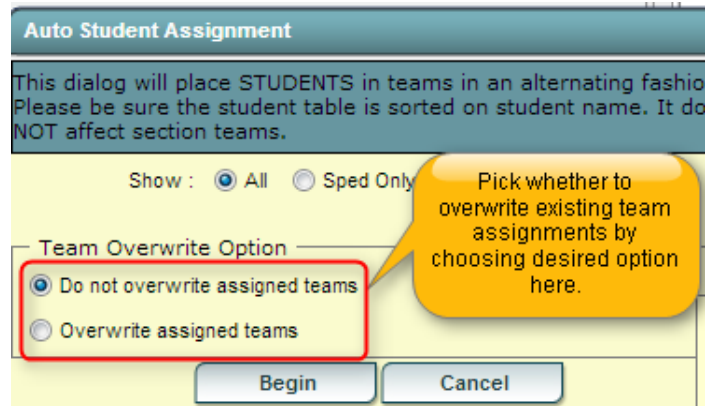 Auto Student Assignment
This dialog will place STUDENTS in teams in an alternating fashio
Please be sure the student table is sorted on student name. It do
NOT affect section teams.
Show : All Sped Only
Pick whether to
overwrite existing team
assignments by
choosing desired option
here.
Team Overwrite Option
Do not overwrite assigned teams
Overwrite assigned teams
Begin Cancel